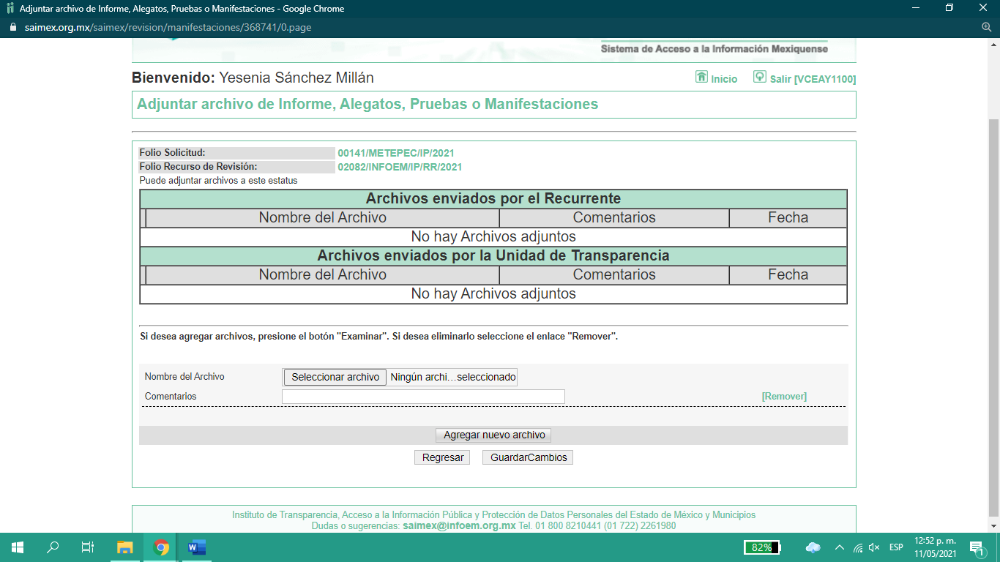 Adjuntar archivo de Informe, Alegatos, Pruebas o Manifestaciones - Google Chrome
saimex.org.mx/saimex/revision/manifestaciones/368741/0.page
Sistema de Acceso a la Información Mexiquense
Bienvenido: Yesenia Sánchez Millán
Inicio Salir [VCEAY1100]
Adjuntar archivo de Informe, Alegatos, Pruebas o Manifestaciones
Folio Solicitud: 00141/METEPEC/IP/2021
Folio Recurso de Revisión: 02082/INFOEM/IP/RR/2021
Puede adjuntar archivos a este estatus
Archivos enviados por el Recurrente
Nombre del Archivo Comentarios Fecha
No hay Archivos adjuntos
Archivos enviados por la Unidad de Transparencia
Nombre del Archivo Comentarios Fecha
No hay Archivos adjuntos
Si desea agregar archivos, presione el botón "Examinar". Si desea eliminarlo seleccione el enlace "Remover".
Nombre del Archivo Seleccionar archivo Ningún archi...seleccionado
Comentarios [Remover]
Agregar nuevo archivo
Regresar GuardarCambios
Instituto de Transparencia, Acceso a la Información Pública y Protección de Datos Personales del Estado de México y Municipios
Dudas o sugerencias: saimex@infoem.org.mx Tel. 01 800 8210441 (01 722) 2261980
82% ESP 12:52 p. m.
11/05/2021 1